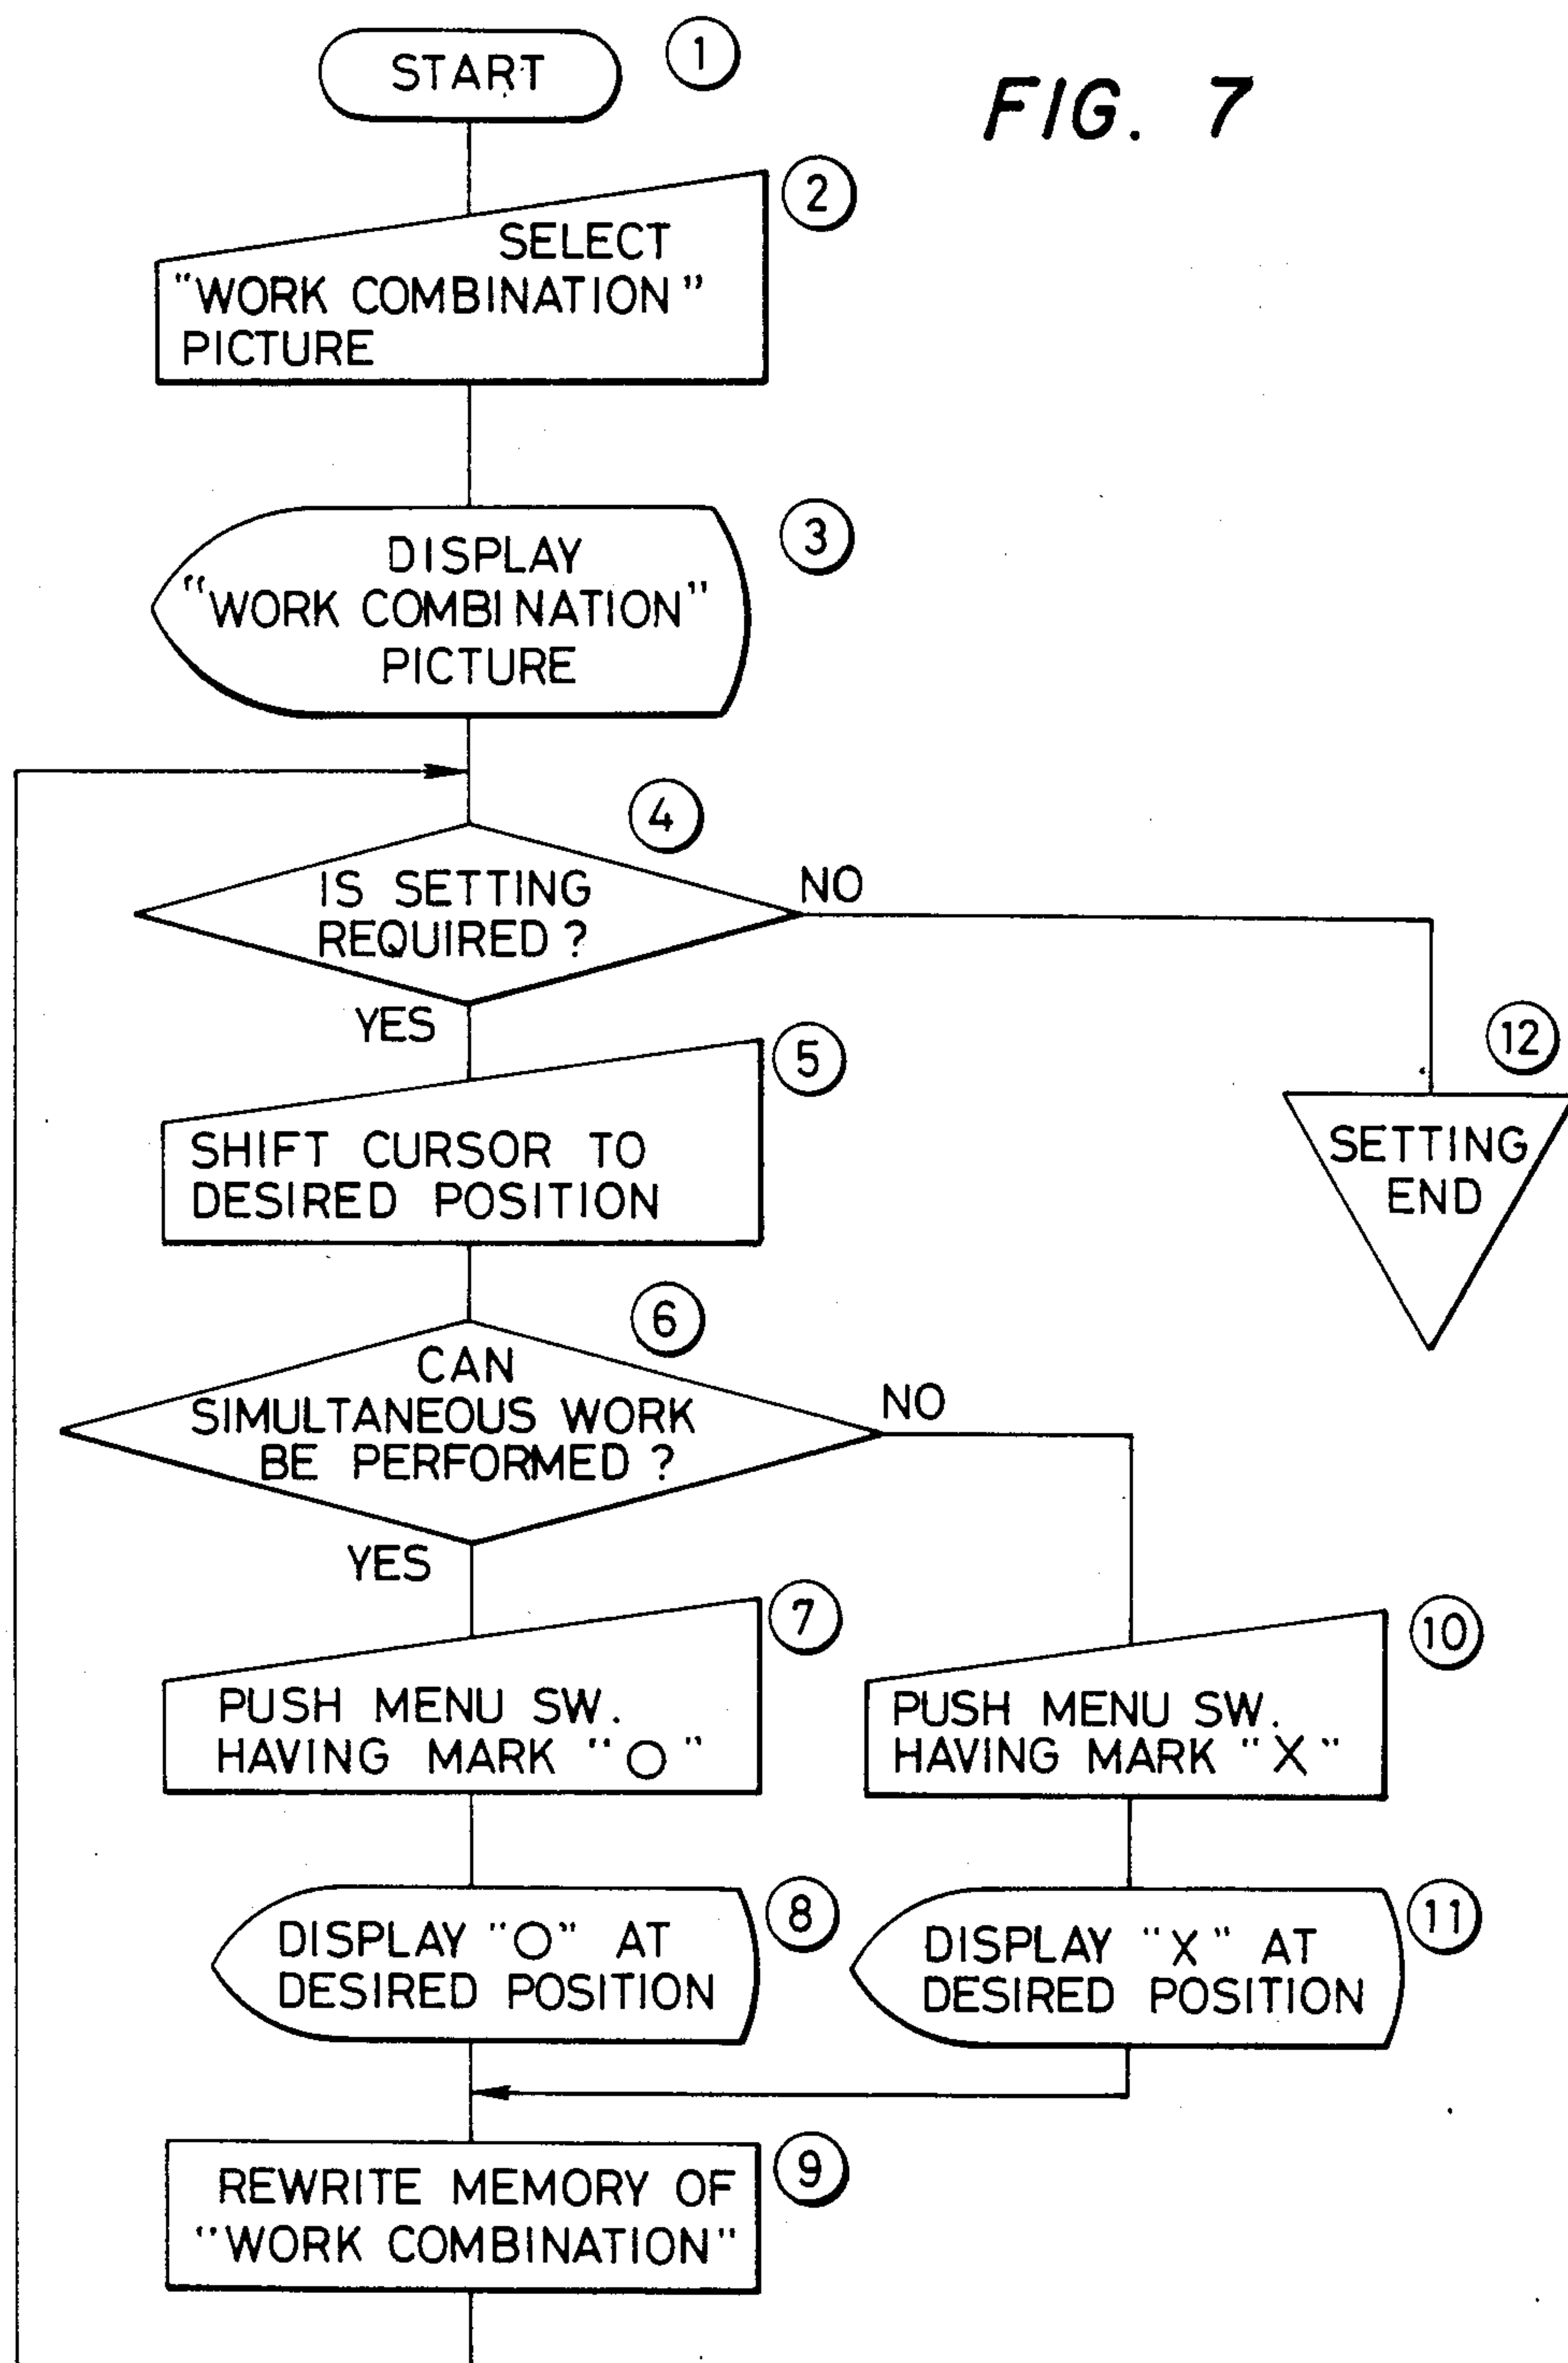 START
1
FIG. 7
2
SELECT
"WORK COMBINATION"
PICTURE
3
DISPLAY
"WORK COMBINATION"
PICTURE
4
IS SETTING
REQUIRED ?
NO
YES
5
SHIFT CURSOR TO
DESIRED POSITION
12
SETTING
END
6
CAN
SIMULTANEOUS WORK
BE PERFORMED ?
NO
YES
7
PUSH MENU SW.
HAVING MARK "O"
10
PUSH MENU SW.
HAVING MARK "X"
8
DISPLAY "O" AT
DESIRED POSITION
11
DISPLAY "X" AT
DESIRED POSITION
9
REWRITE MEMORY OF
"WORK COMBINATION"